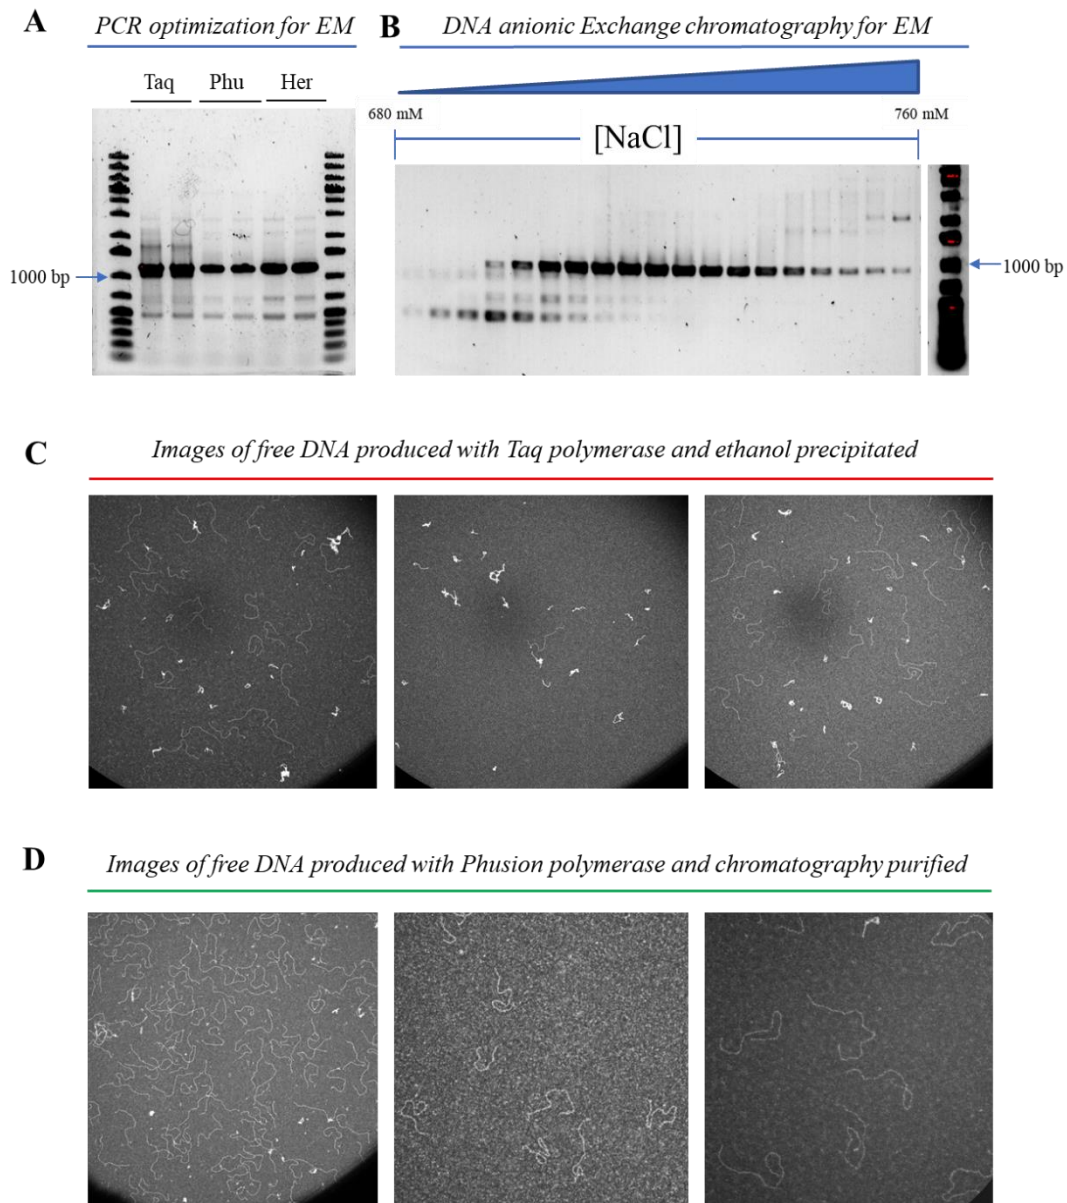 A
PCR optimization for EM
B
DNA anionic Exchange chromatography for EM
Taq Phu Her
680 mM
760 mM
[NaCl]
1000 bp
1000 bp
C
Images of free DNA produced with Taq polymerase and ethanol precipitated
D
Images of free DNA produced with Phusion polymerase and chromatography purified